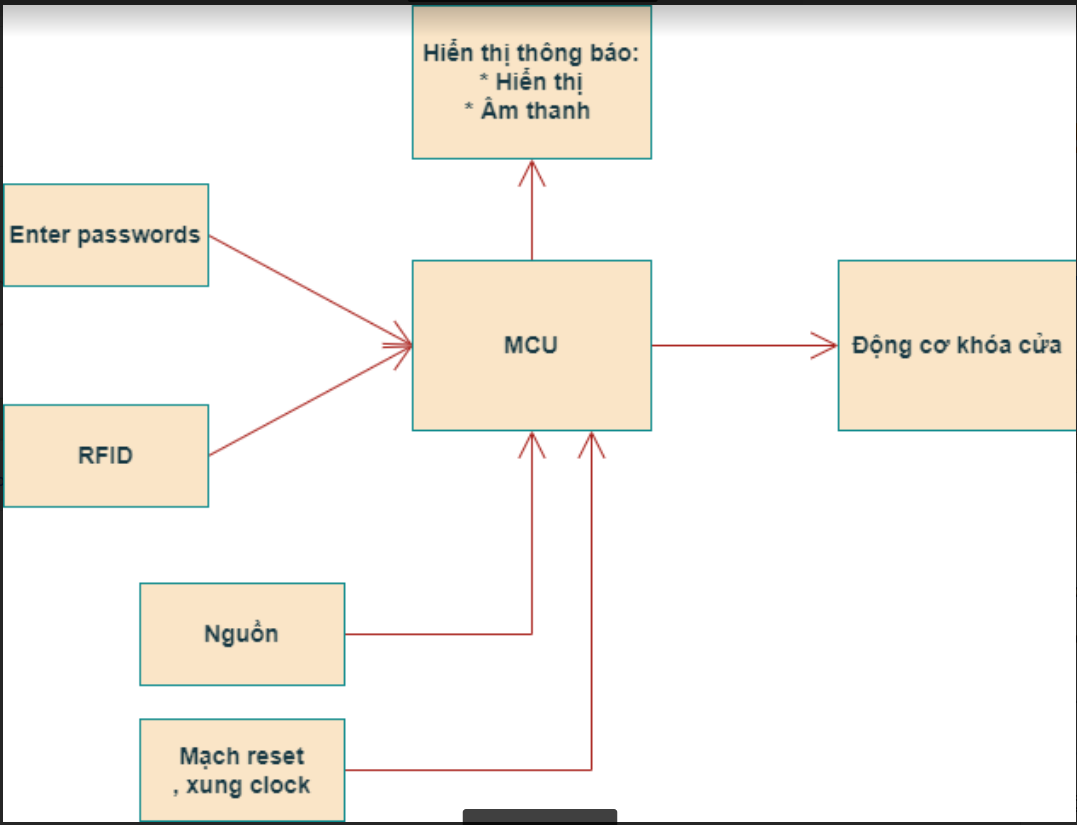 Hiển thị thông báo:
* Hiển thị
* Âm thanh
Enter passwords
MCU
Động cơ khóa cửa
RFID
Nguồn
Mạch reset
, xung clock